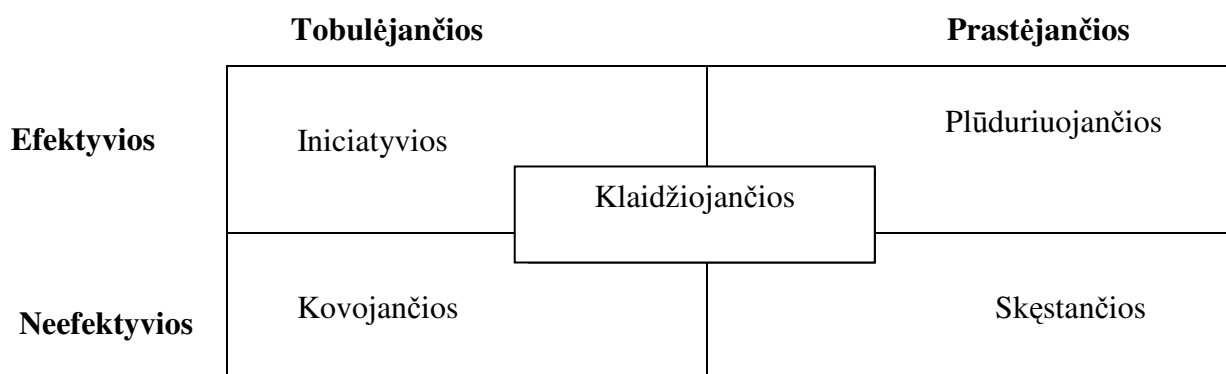 Tobulėjančios Prastėjančios
Efektyvios Iniciatyvios Plūduriuojančios
Klaidžiojančios
Neefektyvios Kovojančios Skęstančios